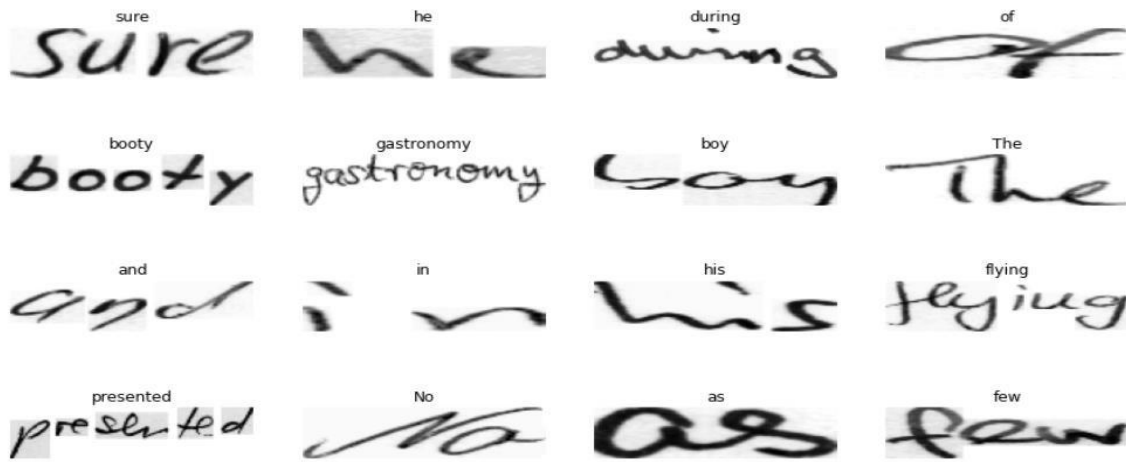 sure he during of
sure he during of
booty gastronomy boy The
booty gastronomy boy The
and in his flying
and in his flying
presented No as few
presented No as few